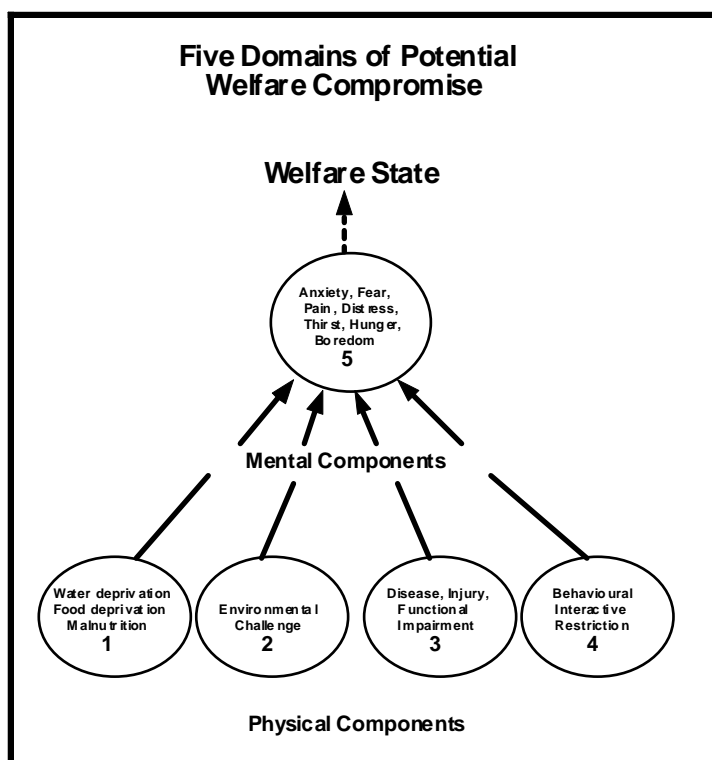 Five Domains of Potential
Welfare Compromise
Welfare State
Anxiety, Fear,
Pain, Distress,
Thirst, Hunger,
Boredom
5
Mental Components
Water deprivation
Food deprivation
Malnutrition
1
Environmental
Challenge
2
Disease, Injury,
Functional
Impairment
3
Behavioural
Interactive
Restriction
4
Physical Components